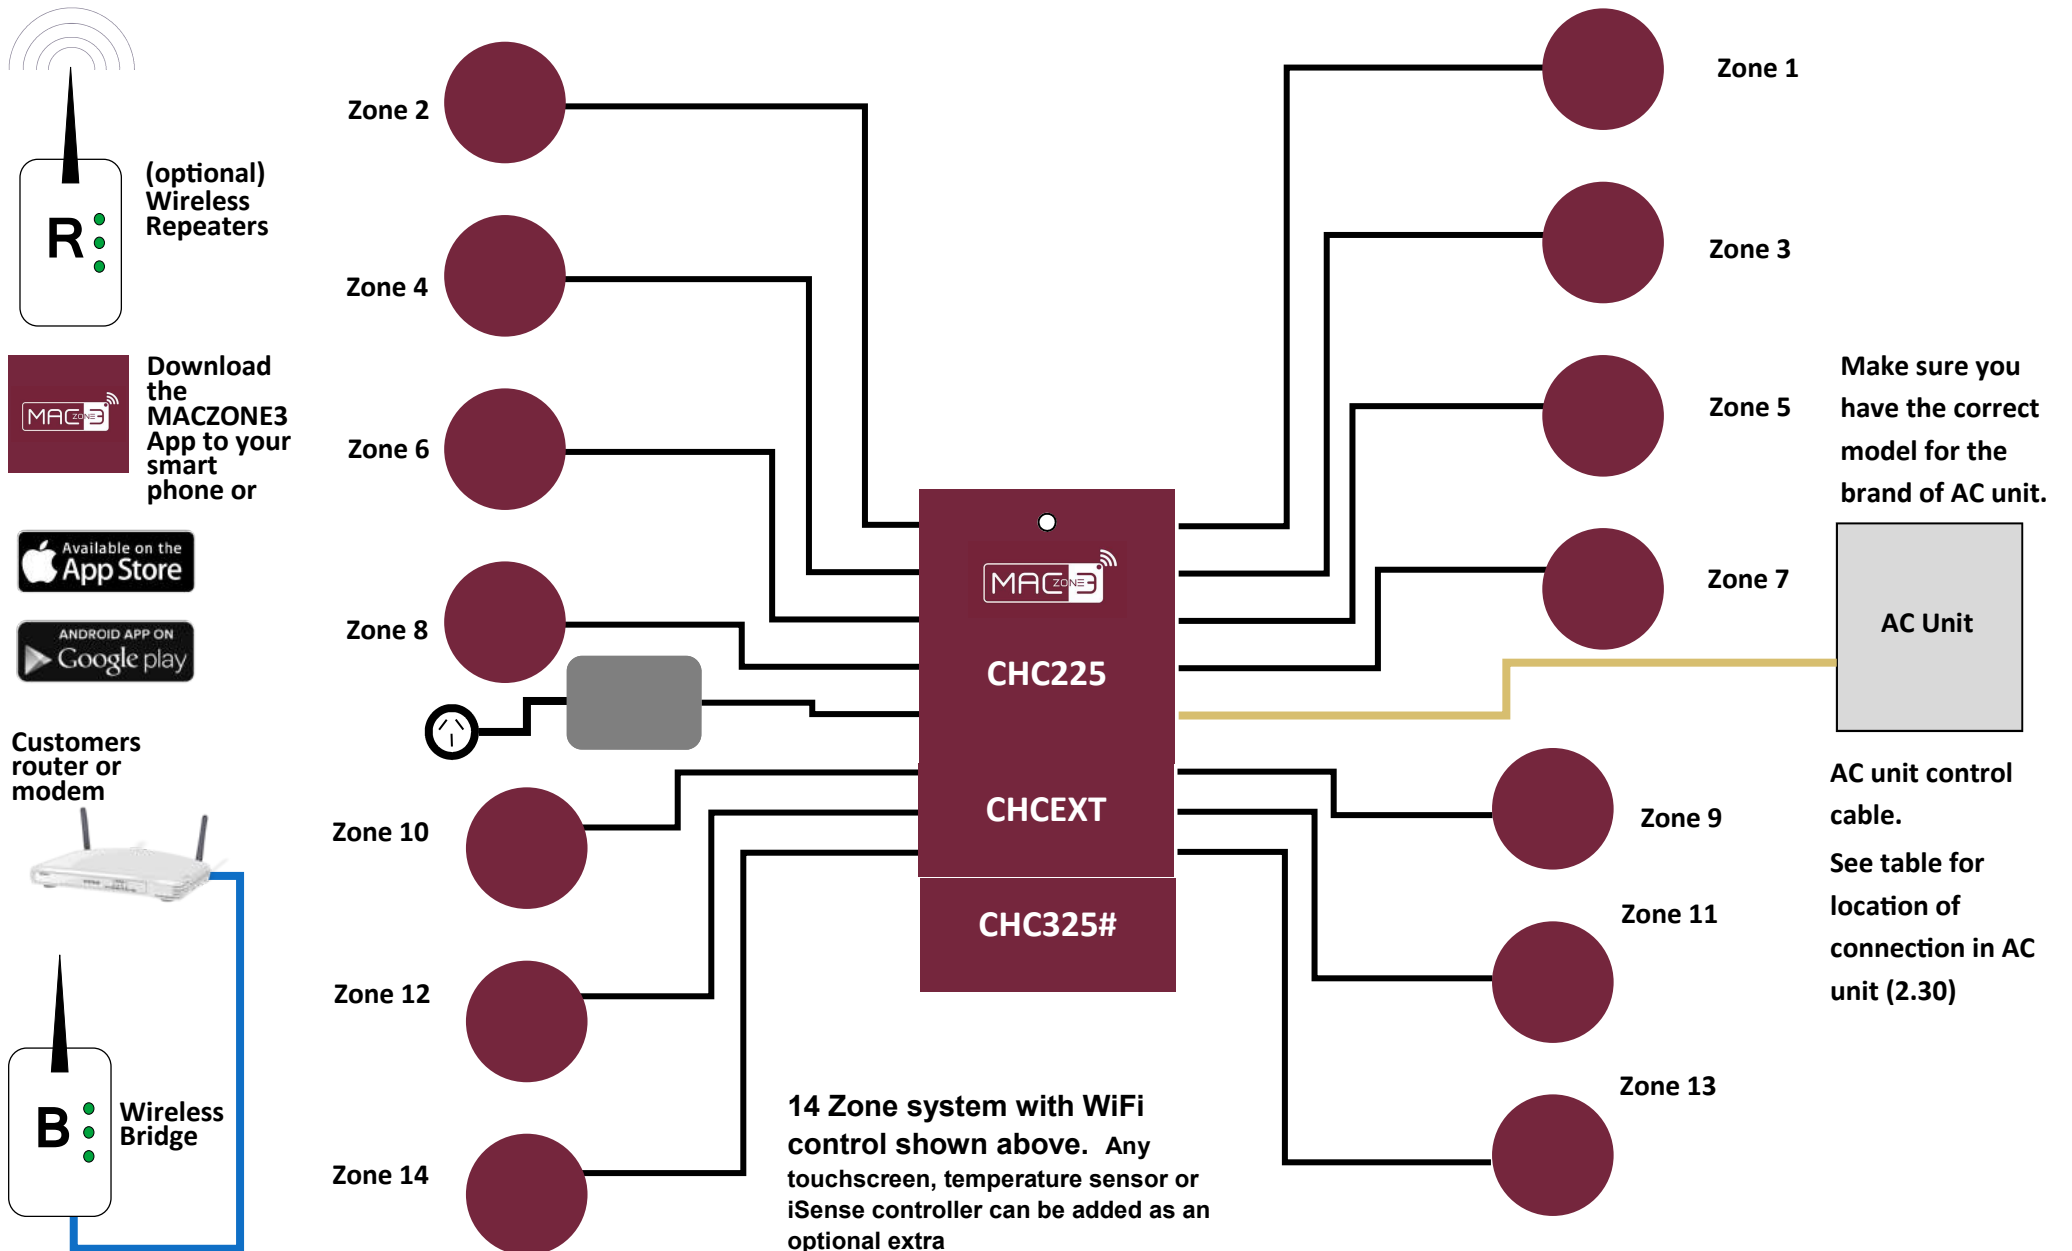 R
(optional)
Wireless
Repeaters
MAC ZONE 3
Download
the
MACZONE3
App to your
smart
phone or
Available on the
App Store
ANDROID APP ON
Google play
Customers
router or
modem
B
Wireless
Bridge
Zone 2
Zone 4
Zone 6
Zone 8
Zone 10
Zone 12
Zone 14
MAC ZONE 3
CHC225
CHCEXT
CHC325#
14 Zone system with WiFi
control shown above. Any
touchscreen, temperature sensor or
iSense controller can be added as an
optional extra
Zone 1
Zone 3
Zone 5
Zone 7
Zone 9
Zone 11
Zone 13
Make sure you
have the correct
model for the
brand of AC unit.
AC Unit
AC unit control
cable.
See table for
location of
connection in AC
unit (2.30)